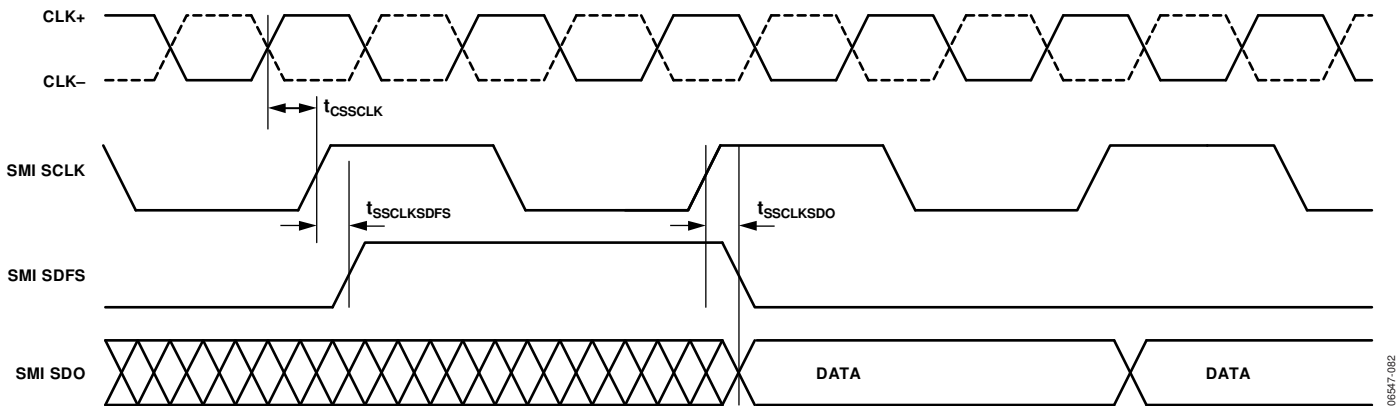 CLK+
CLK–
tCSSCLK
SMI SCLK
tSSCLKSDFS
tSSCLKSDO
SMI SDFS
SMI SDO
DATA
DATA
06547-082